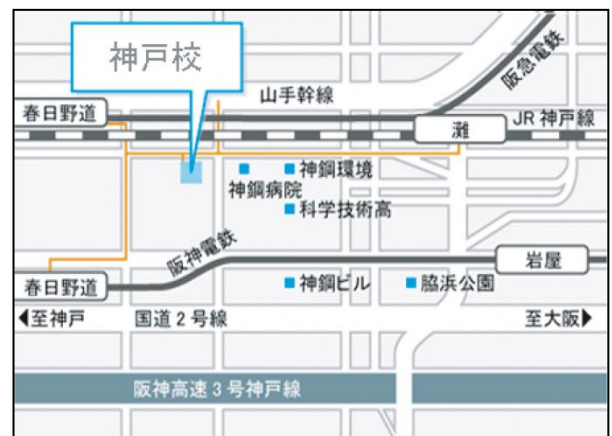 神戸校
阪急電鉄
山手幹線
春日野道
JR 神戸線
灘
神鋼環境
神鋼病院
科学技術高
阪神電鉄
岩屋
春日野道
神鋼ビル
脇浜公園
◀至神戸
国道2号線
至大阪▶
阪神高速3号神戸線